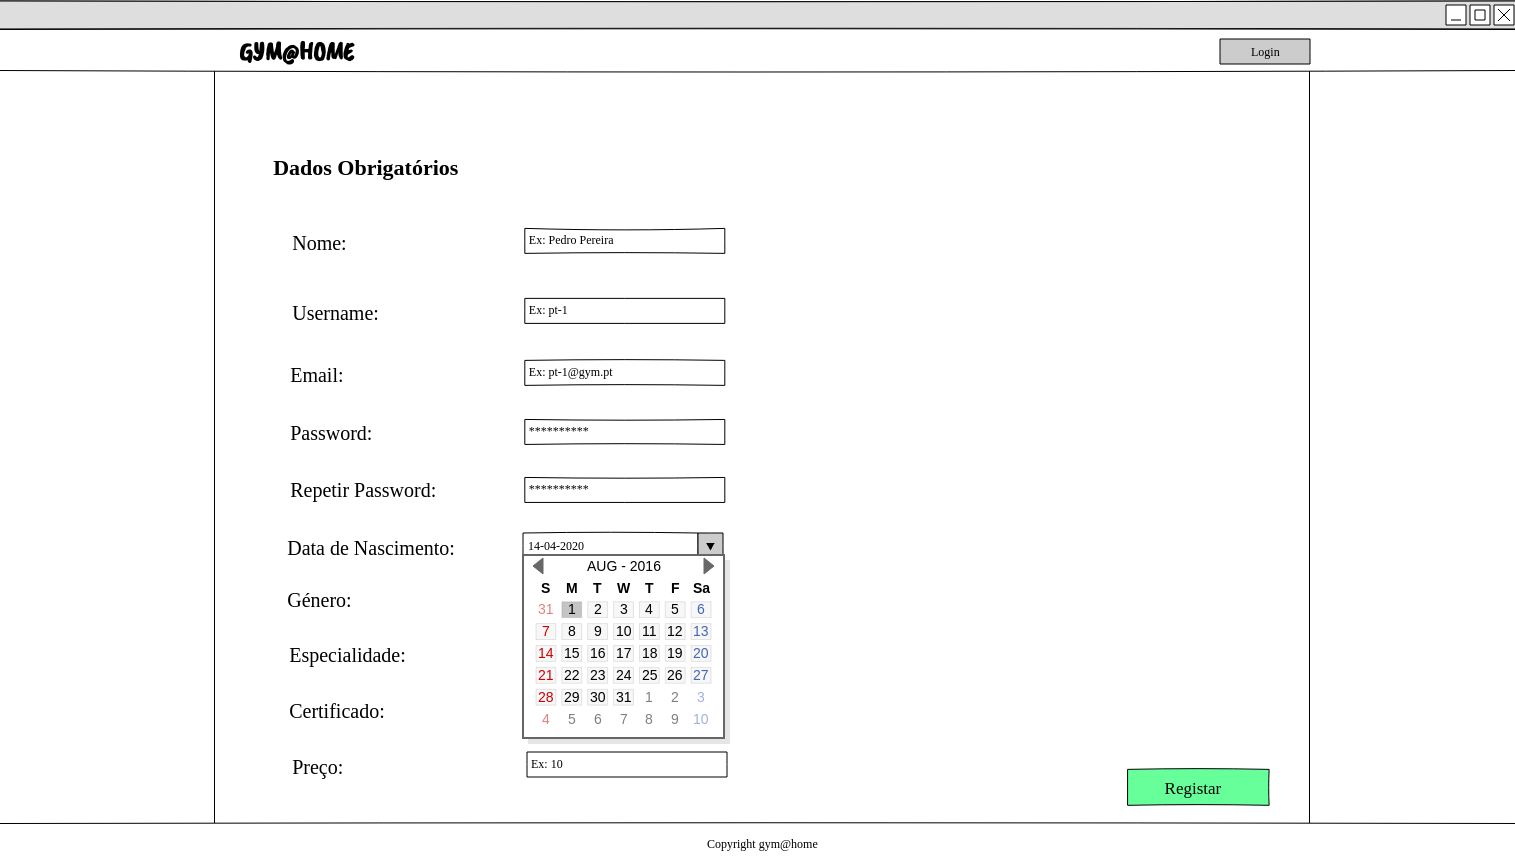 GYM@HOME
Login
Dados Obrigatórios
Nome:
Ex: Pedro Pereira
Username:
Ex: pt-1
Email:
Ex: pt-1@gym.pt
Password:
**********
Repetir Password:
**********
Data de Nascimento:
14-04-2020
AUG - 2016
S M T W T F Sa
31 1 2 3 4 5 6
7 8 9 10 11 12 13
14 15 16 17 18 19 20
21 22 23 24 25 26 27
28 29 30 31 1 2 3
4 5 6 7 8 9 10
Género:
Especialidade:
Certificado:
Preço:
Ex: 10
Registar
Copyright gym@home